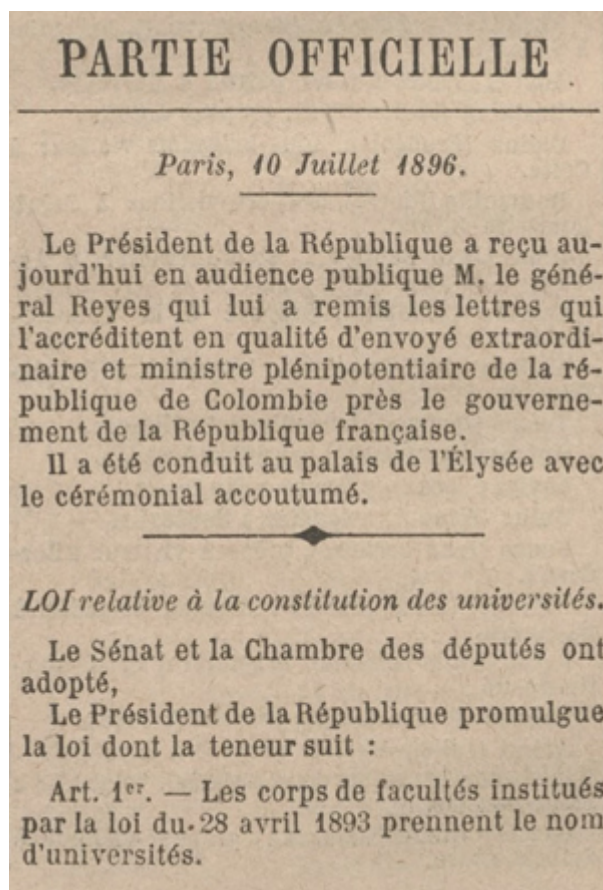 PARTIE OFFICIELLE
Paris, 10 Juillet 1896.
Le Président de la République a reçu au-
jourd'hui en audience publique M. le géné-
ral Reyes qui lui a remis les lettres qui
l'accréditent en qualité d'envoyé extraordi-
naire et ministre plénipotentiaire de la ré-
publique de Colombie près le gouverne-
ment de la République française.
Il a été conduit au palais de l'Élysée avec
le cérémonial accoutumé.
LOI relative à la constitution des universités.
Le Sénat et la Chambre des députés ont
adopté,
Le Président de la République promulgue
la loi dont la teneur suit :
Art. 1er. — Les corps de facultés institués
par la loi du 28 avril 1893 prennent le nom
d'universités.